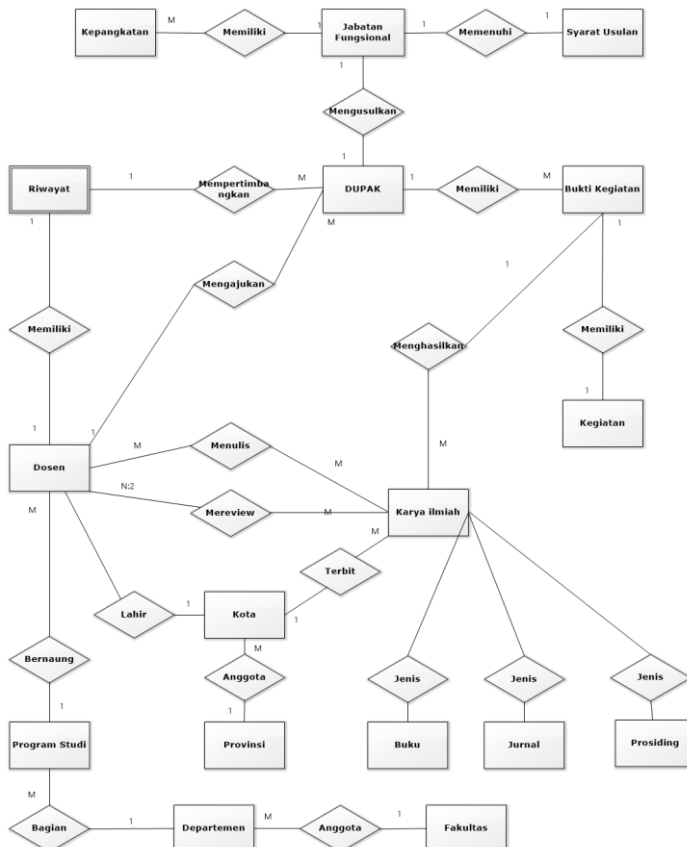 Kepangkatan
M
Memiliki
1
Jabatan
Fungsional
1
Memenuhi
1
Syarat Usulan
1
Mengusulkan
1
Riwayat
1
Mempertimba
ngkan
M
DUPAK
1
Memiliki
M
Bukti Kegiatan
1
M
1
Mengajukan
1
Memiliki
Menghasilkan
Memiliki
1
Kegiatan
1
1
M
Menulis
M
M
Dosen
N:2
M
Mereview
M
Karya ilmiah
M
Terbit
Lahir
1
Kota
1
M
Bernaung
Anggota
Jenis
Jenis
Jenis
1
1
Program Studi
Provinsi
Buku
Jurnal
Prosiding
M
Bagian
1
Departemen
M
Anggota
1
Fakultas